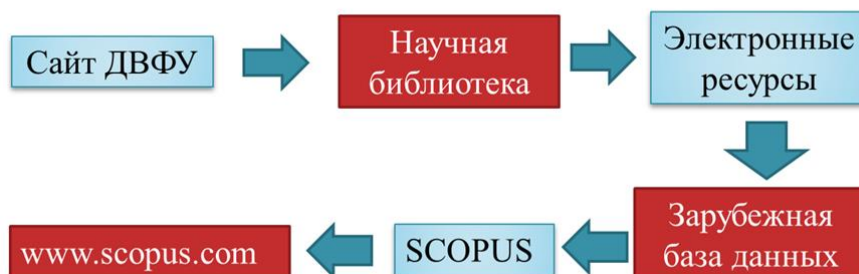 Сайт ДВФУ
Научная
библиотека
Электронные
ресурсы
Зарубежная
база данных
SCOPUS
www.scopus.com